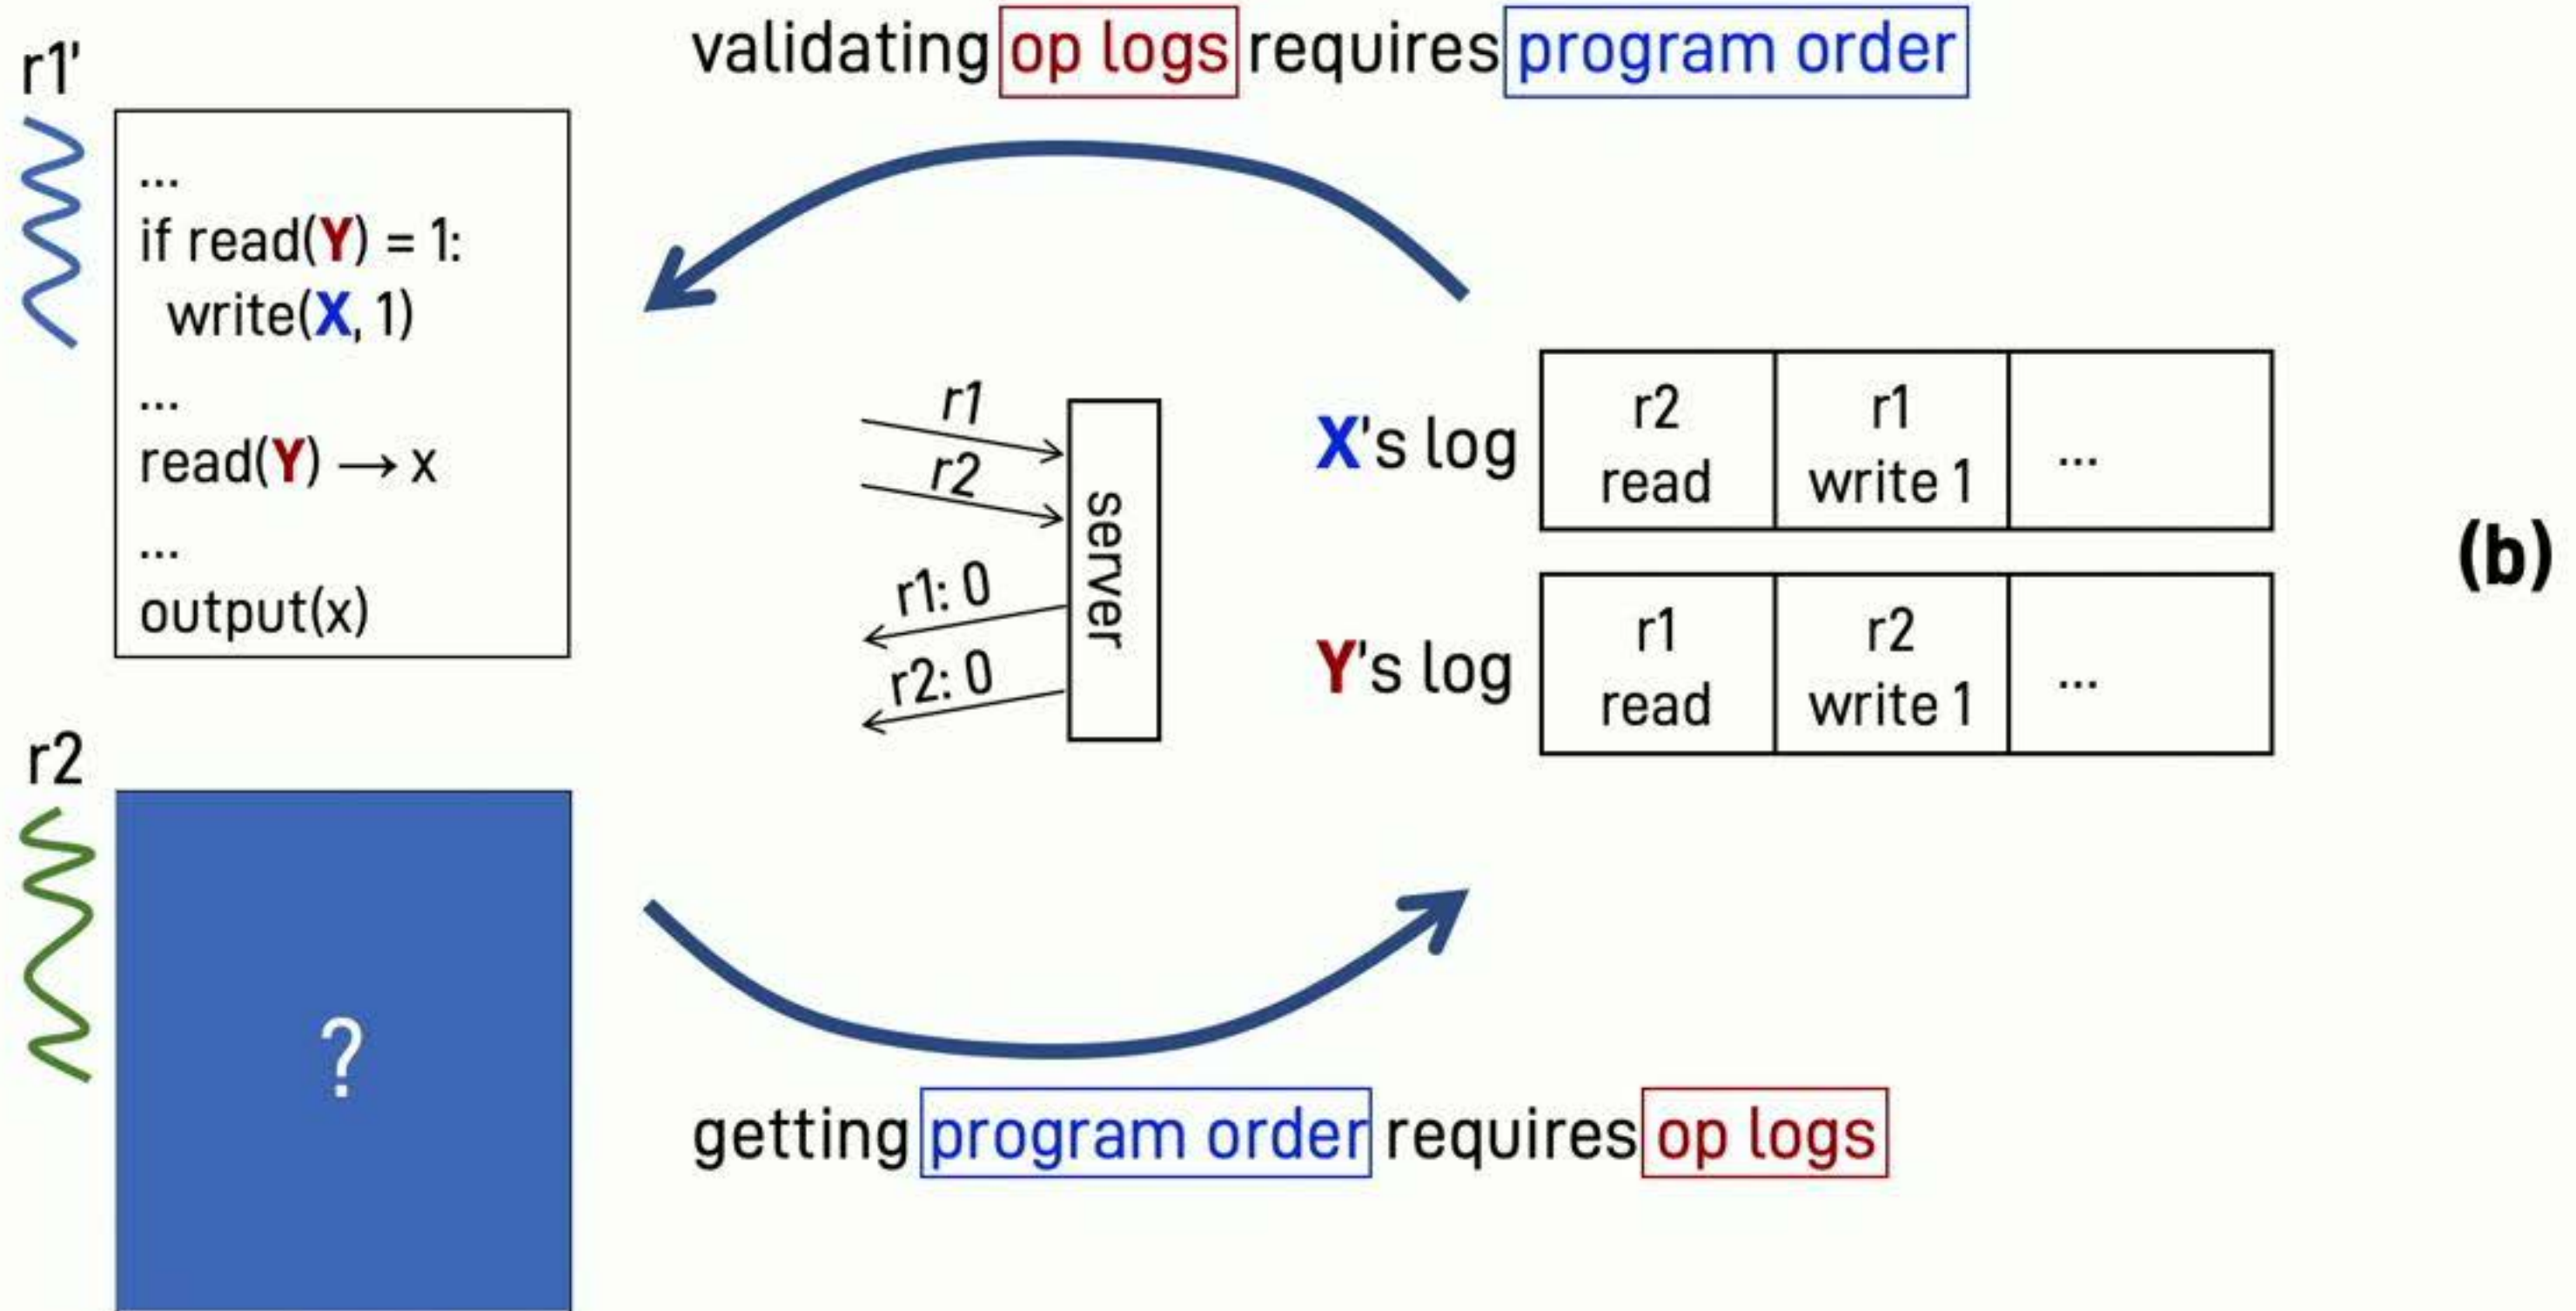 validating op logs requires program order
r1'
...
if read(Y) = 1:
write(X, 1)
...
read(Y) → x
...
output(x)
r1
r2
r1: 0
r2: 0
server
X's log
r2
read
r1
write 1
...
Y's log
r1
read
r2
write 1
...
(b)
r2
?
getting program order requires op logs